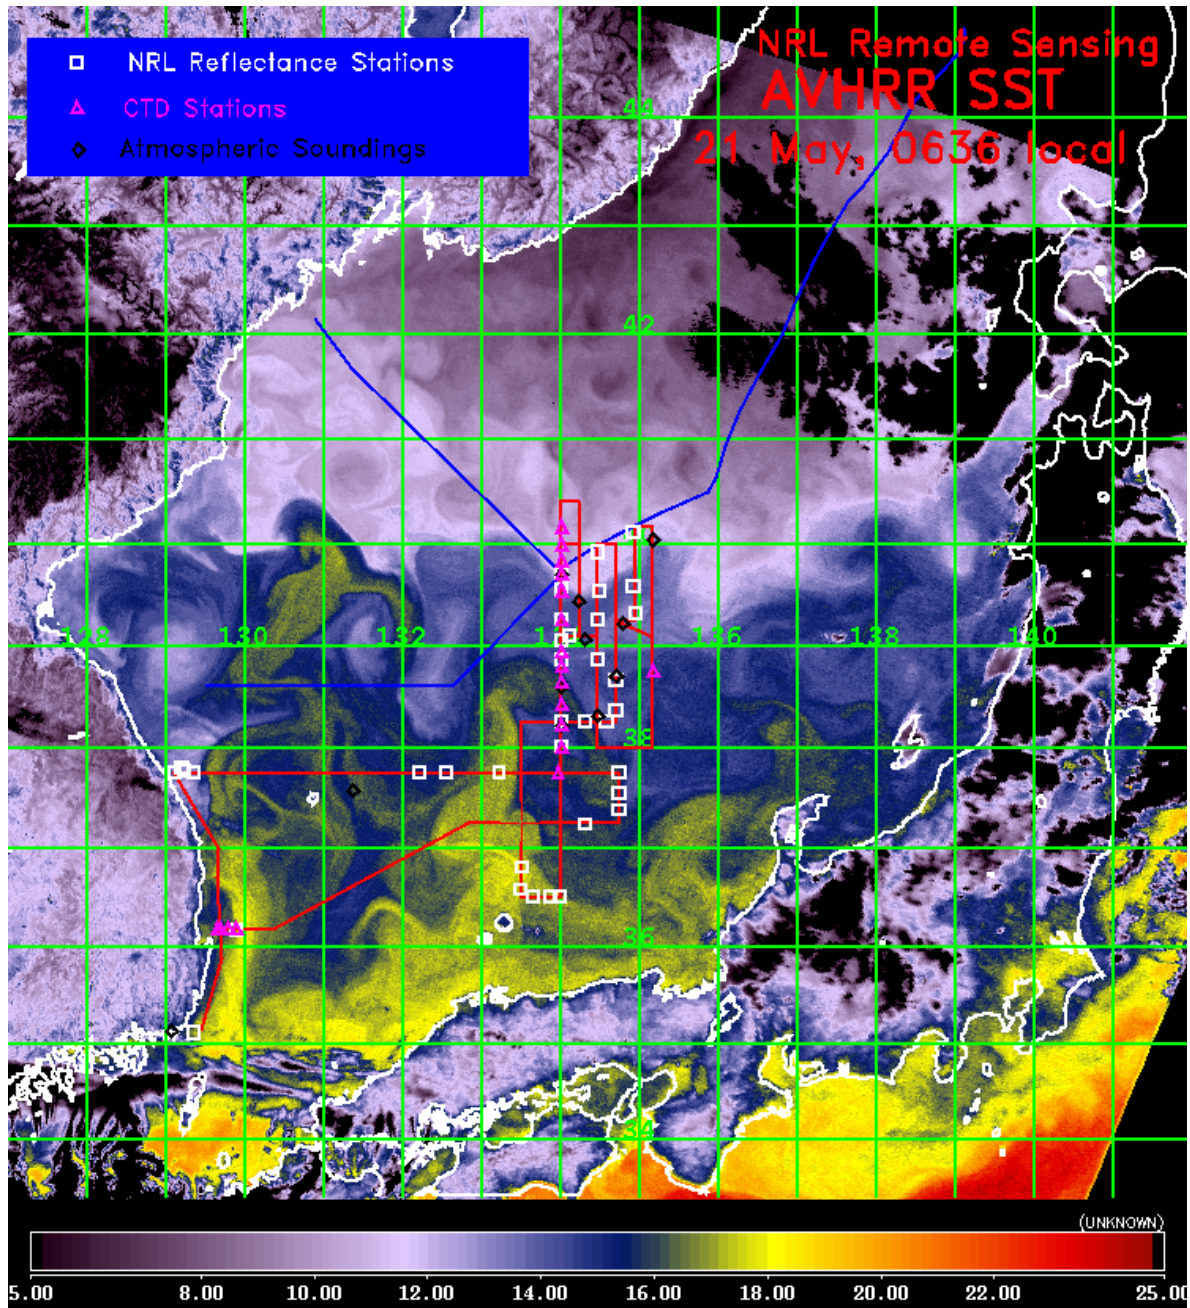 NRL Reflectance Stations
CTD Stations
Atmospheric Soundings
NRL Remote Sensing
AVHRR SST
21 May, 0636 local
44
42
128
130
132
136
138
140
38
36
34
(UNKNOWN)
5.00 8.00 10.00 12.00 14.00 16.00 18.00 20.00 22.00 25.00